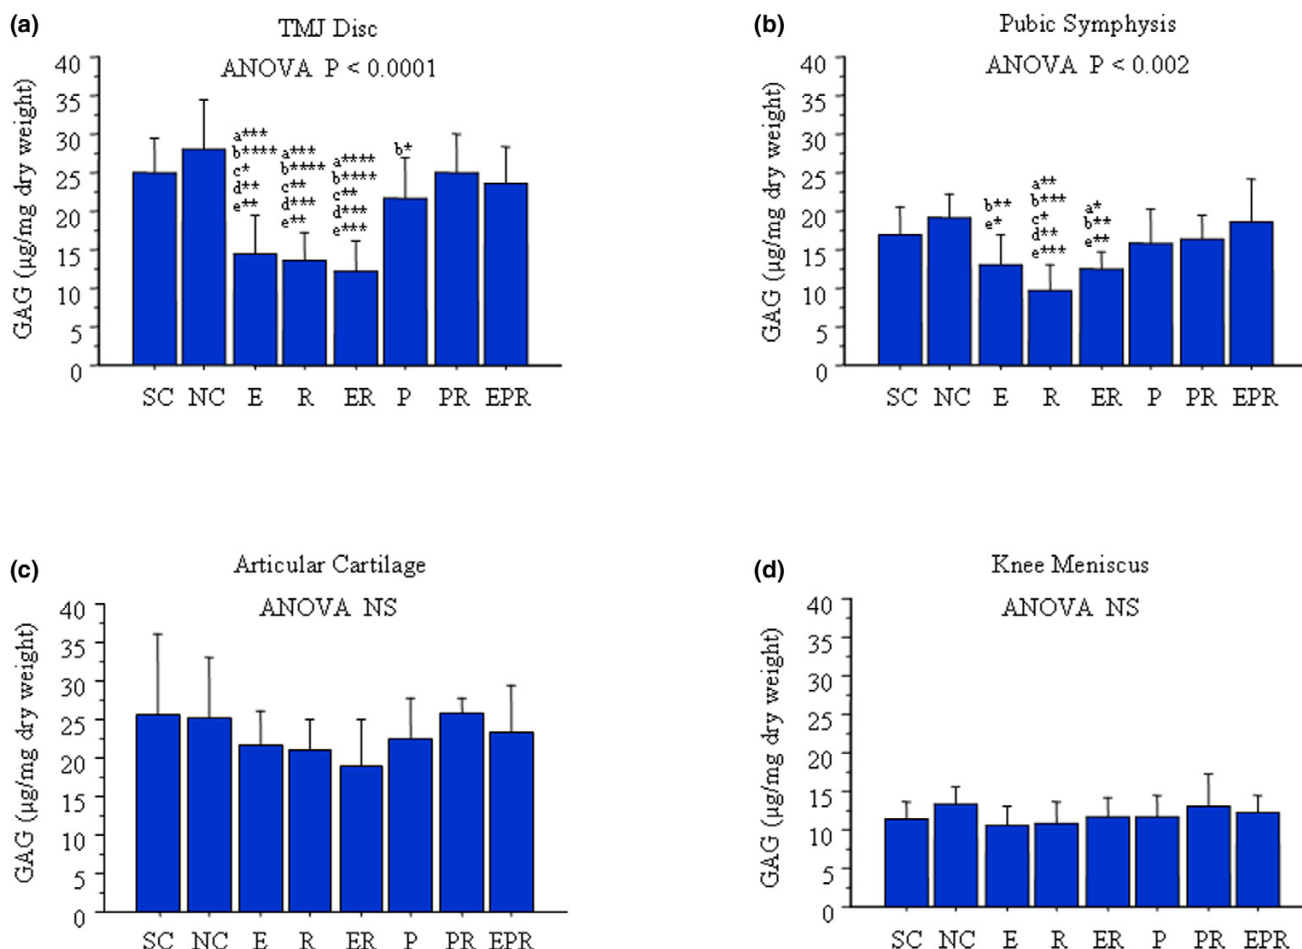 (a)
TMJ Disc
ANOVA P < 0.0001
GAG (µg/mg dry weight)
40
35
30
25
20
15
10
5
0
a***
b****
c*
d**
e**
a***
b****
c**
d***
e**
a****
b****
c**
d***
e***
b*
SC NC E R ER P PR EPR
(b)
Pubic Symphysis
ANOVA P < 0.002
GAG (µg/mg dry weight)
40
35
30
25
20
15
10
5
0
b**
e*
a**
b***
c*
d**
e***
a*
b**
e**
SC NC E R ER P PR EPR
(c)
Articular Cartilage
ANOVA NS
GAG (µg/mg dry weight)
40
35
30
25
20
15
10
5
0
SC NC E R ER P PR EPR
(d)
Knee Meniscus
ANOVA NS
GAG (µg/mg dry weight)
40
35
30
25
20
15
10
5
0
SC NC E R ER P PR EPR